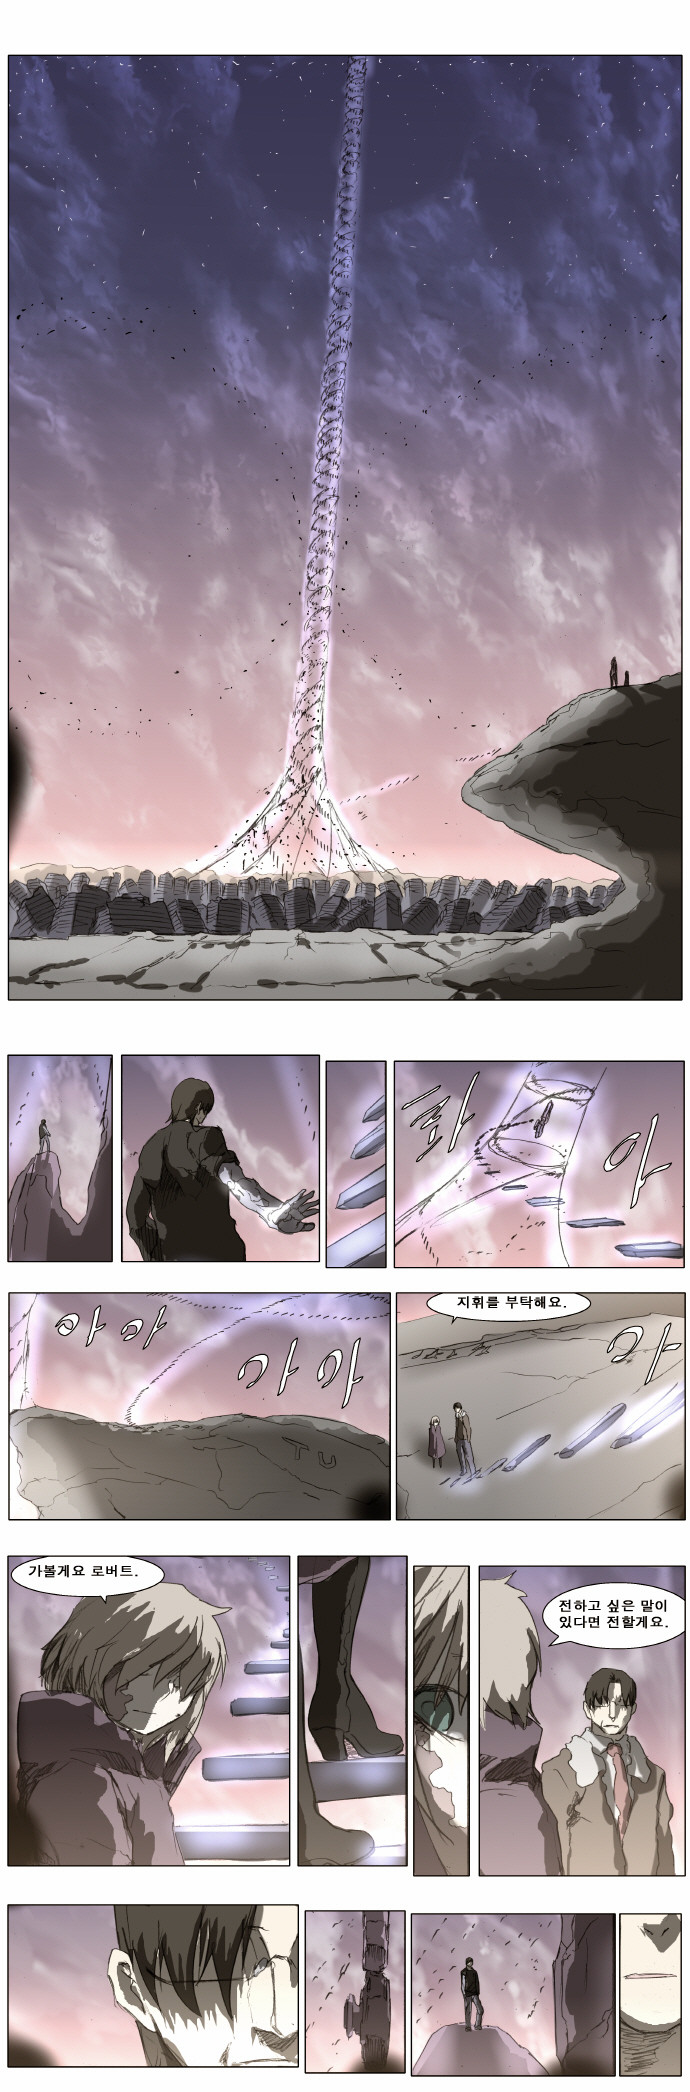 화
아
아 아
아 아
TU
지휘를 부탁해요.
아
가볼게요 로버트.
전하고 싶은 말이
있다면 전할게요.